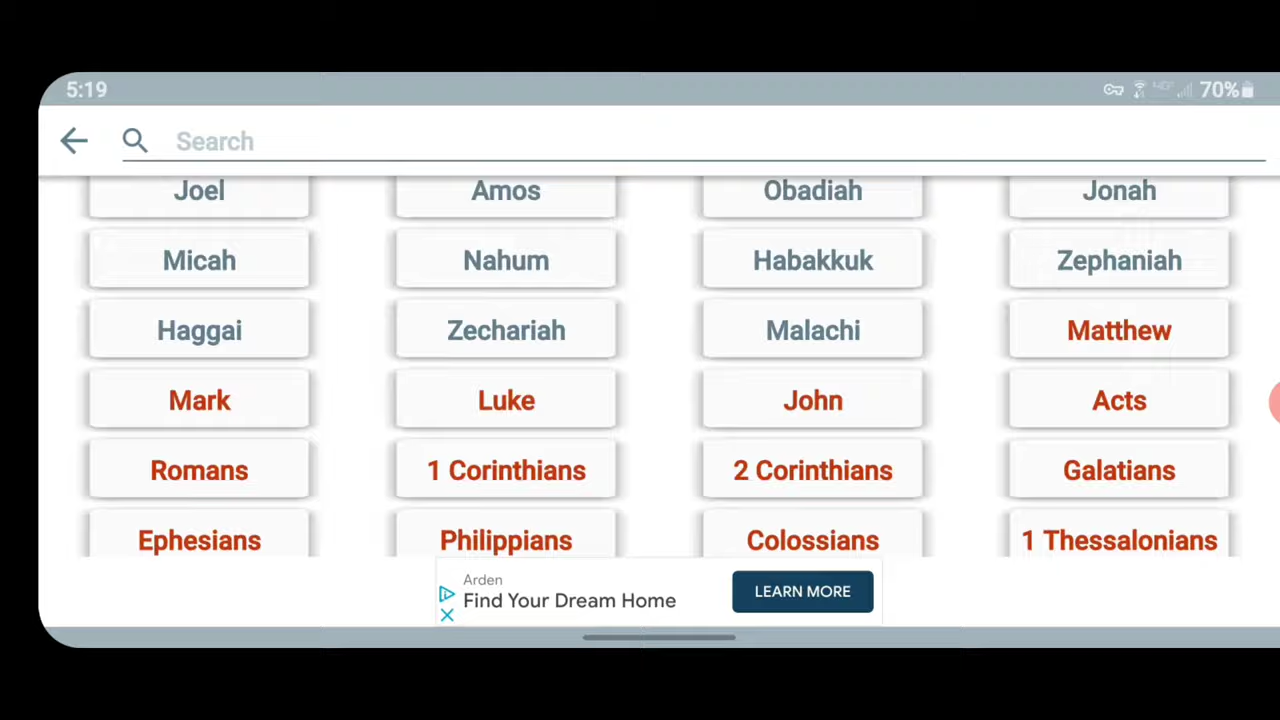 5:19 70%
Search
Joel Amos Obadiah Jonah
Micah Nahum Habakkuk Zephaniah
Haggai Zechariah Malachi Matthew
Mark Luke John Acts
Romans 1 Corinthians 2 Corinthians Galatians
Ephesians Philippians Colossians 1 Thessalonians
Arden
Find Your Dream Home
LEARN MORE